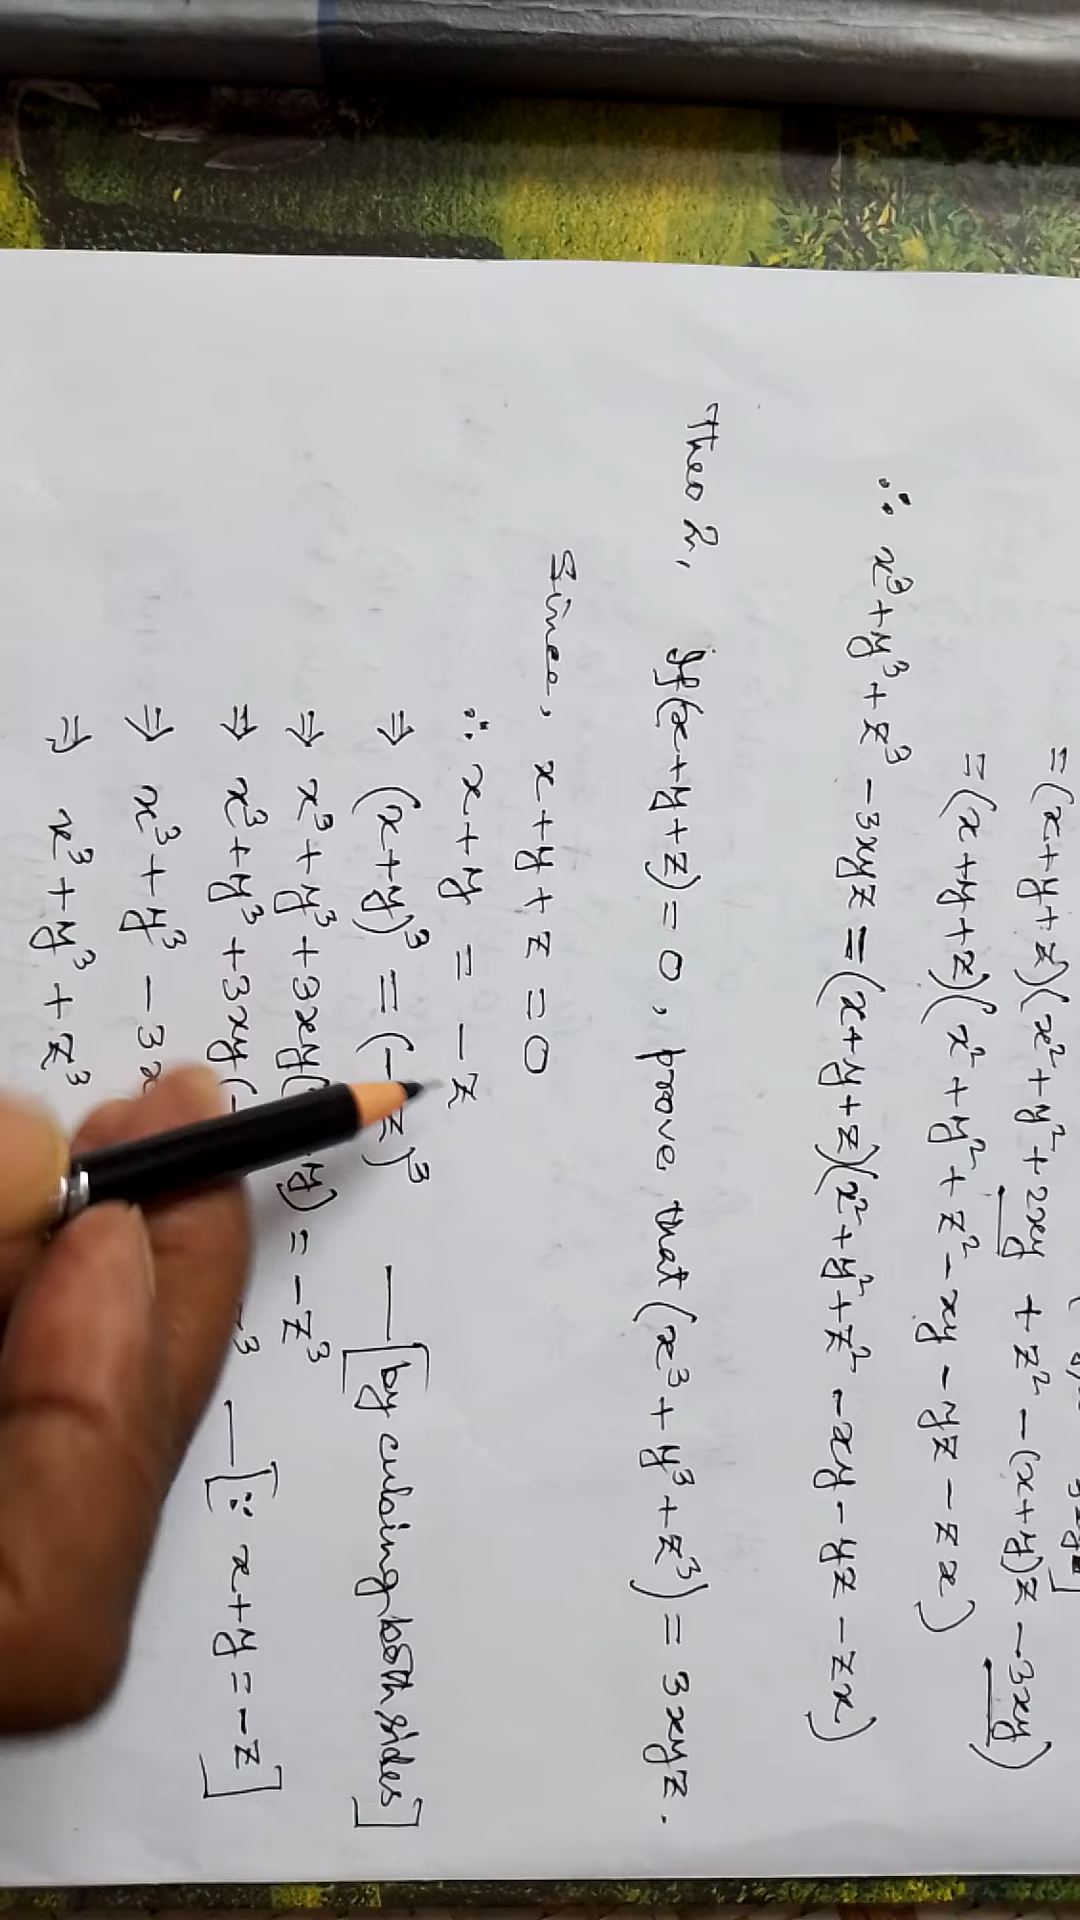 = (x+y+z)(x²+y²+2xy + z² - (x+y)z - 3xy)
= (x+y+z)(x²+y²+z²-xy-yz-zx)
∴ x³+y³+z³-3xyz = (x+y+z)(x²+y²+z²-xy-yz-zx)
Theo 2, If (x+y+z)=0, prove that (x³+y³+z³) = 3xyz.
Since, x+y+z=0
∴ x+y = -z
⇒ (x+y)³ = (-z)³ — [by cubing both sides]
⇒ x³+y³+3xy( y) = -z³
⇒ x³+y³+3xy(- ³ — [∵ x+y=-z]
⇒ x³+y³-3x
⇒ x³+y³+z³